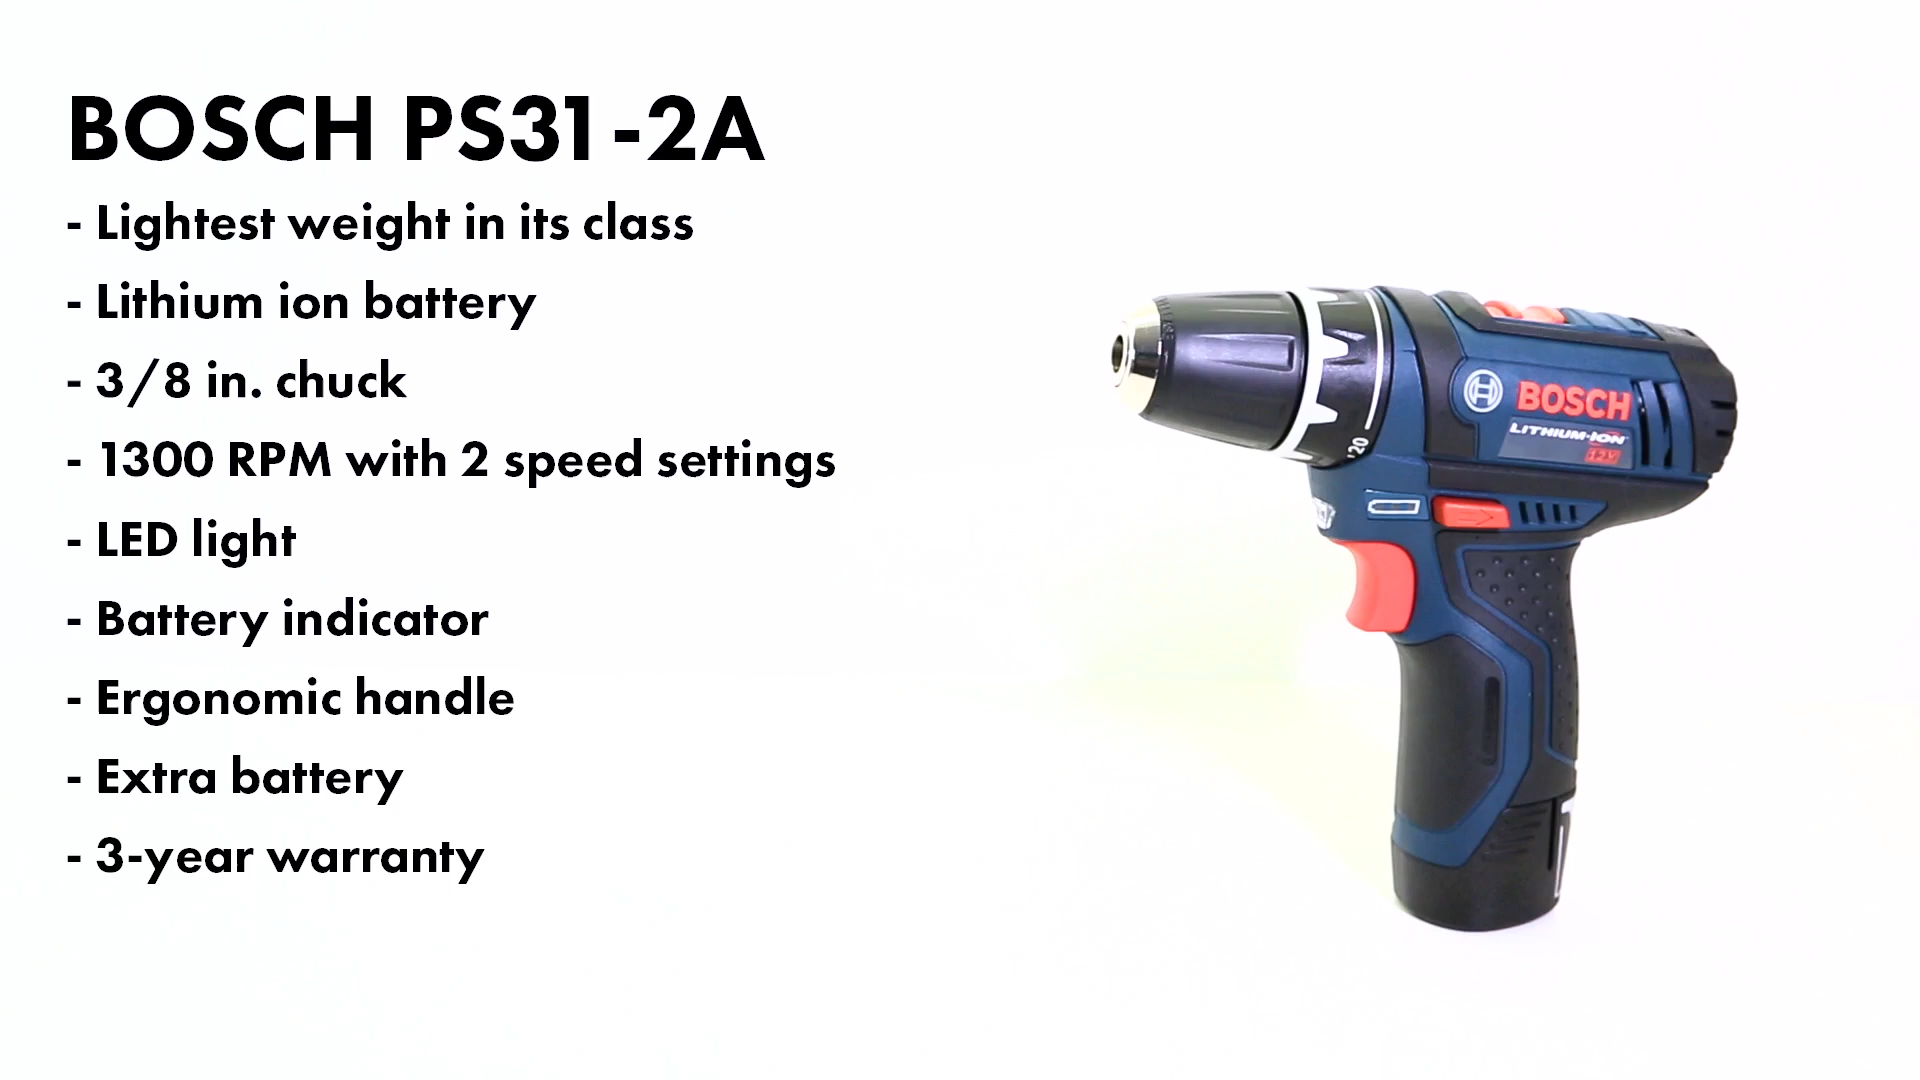 BOSCH PS31-2A
- Lightest weight in its class
- Lithium ion battery
- 3/8 in. chuck
- 1300 RPM with 2 speed settings
- LED light
- Battery indicator
- Ergonomic handle
- Extra battery
- 3-year warranty
BOSCH
LITHIUM-ION
12V
20